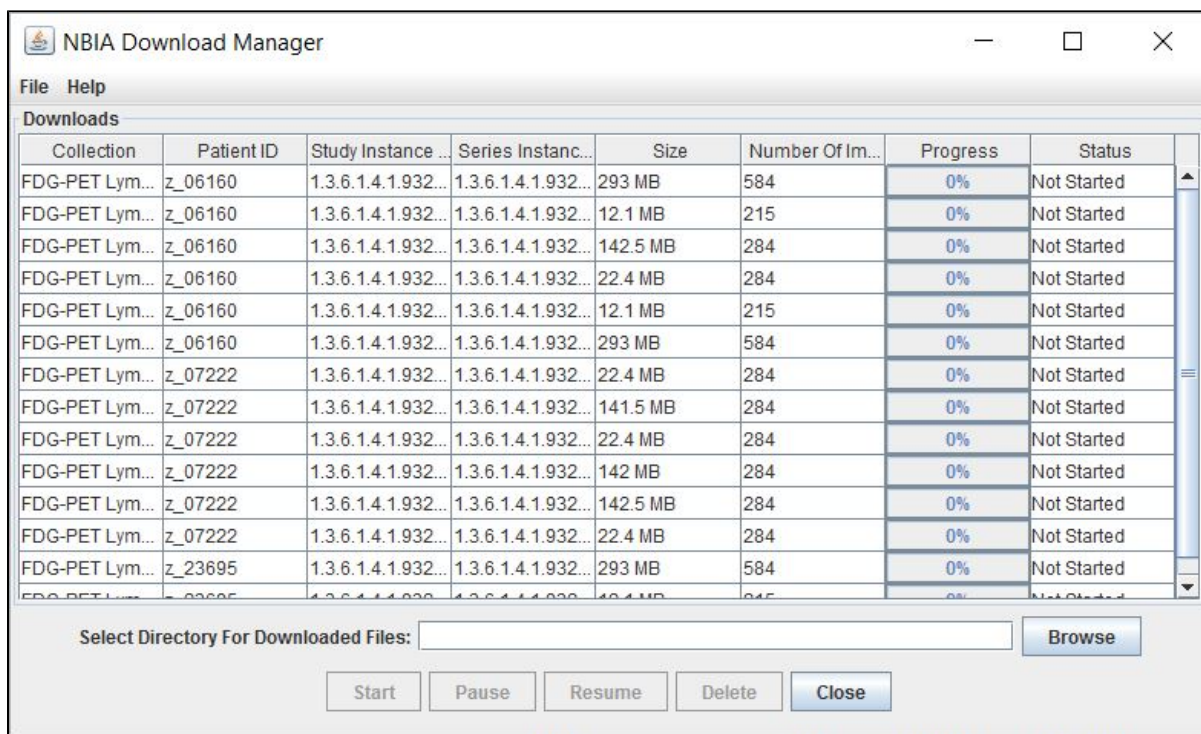 NBIA Download Manager
File Help
Downloads
Collection Patient ID Study Instance ... Series Instanc... Size Number Of Im... Progress Status
FDG-PET Lym... z_06160 1.3.6.1.4.1.932... 1.3.6.1.4.1.932... 293 MB 584 0% Not Started
FDG-PET Lym... z_06160 1.3.6.1.4.1.932... 1.3.6.1.4.1.932... 12.1 MB 215 0% Not Started
FDG-PET Lym... z_06160 1.3.6.1.4.1.932... 1.3.6.1.4.1.932... 142.5 MB 284 0% Not Started
FDG-PET Lym... z_06160 1.3.6.1.4.1.932... 1.3.6.1.4.1.932... 22.4 MB 284 0% Not Started
FDG-PET Lym... z_06160 1.3.6.1.4.1.932... 1.3.6.1.4.1.932... 12.1 MB 215 0% Not Started
FDG-PET Lym... z_06160 1.3.6.1.4.1.932... 1.3.6.1.4.1.932... 293 MB 584 0% Not Started
FDG-PET Lym... z_07222 1.3.6.1.4.1.932... 1.3.6.1.4.1.932... 22.4 MB 284 0% Not Started
FDG-PET Lym... z_07222 1.3.6.1.4.1.932... 1.3.6.1.4.1.932... 141.5 MB 284 0% Not Started
FDG-PET Lym... z_07222 1.3.6.1.4.1.932... 1.3.6.1.4.1.932... 22.4 MB 284 0% Not Started
FDG-PET Lym... z_07222 1.3.6.1.4.1.932... 1.3.6.1.4.1.932... 142 MB 284 0% Not Started
FDG-PET Lym... z_07222 1.3.6.1.4.1.932... 1.3.6.1.4.1.932... 142.5 MB 284 0% Not Started
FDG-PET Lym... z_07222 1.3.6.1.4.1.932... 1.3.6.1.4.1.932... 22.4 MB 284 0% Not Started
FDG-PET Lym... z_23695 1.3.6.1.4.1.932... 1.3.6.1.4.1.932... 293 MB 584 0% Not Started
Select Directory For Downloaded Files: Browse
Start Pause Resume Delete Close